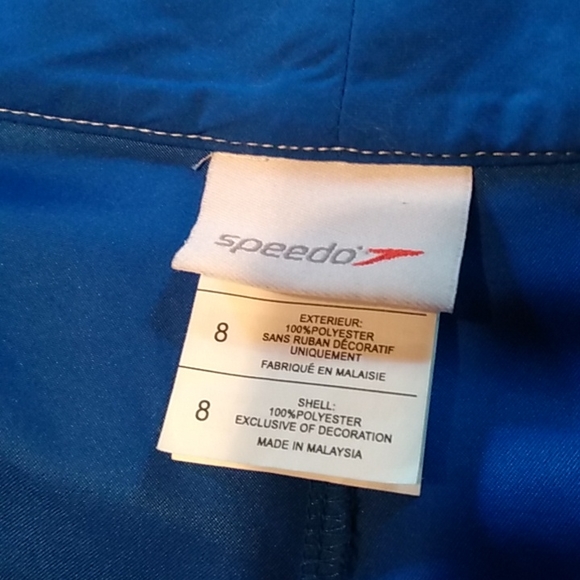 speedo
8
EXTERIEUR:
100%POLYESTER
SANS RUBAN DÉCORATIF
UNIQUEMENT
FABRIQUÉ EN MALAISIE
8
SHELL:
100%POLYESTER
EXCLUSIVE OF DECORATION
MADE IN MALAYSIA